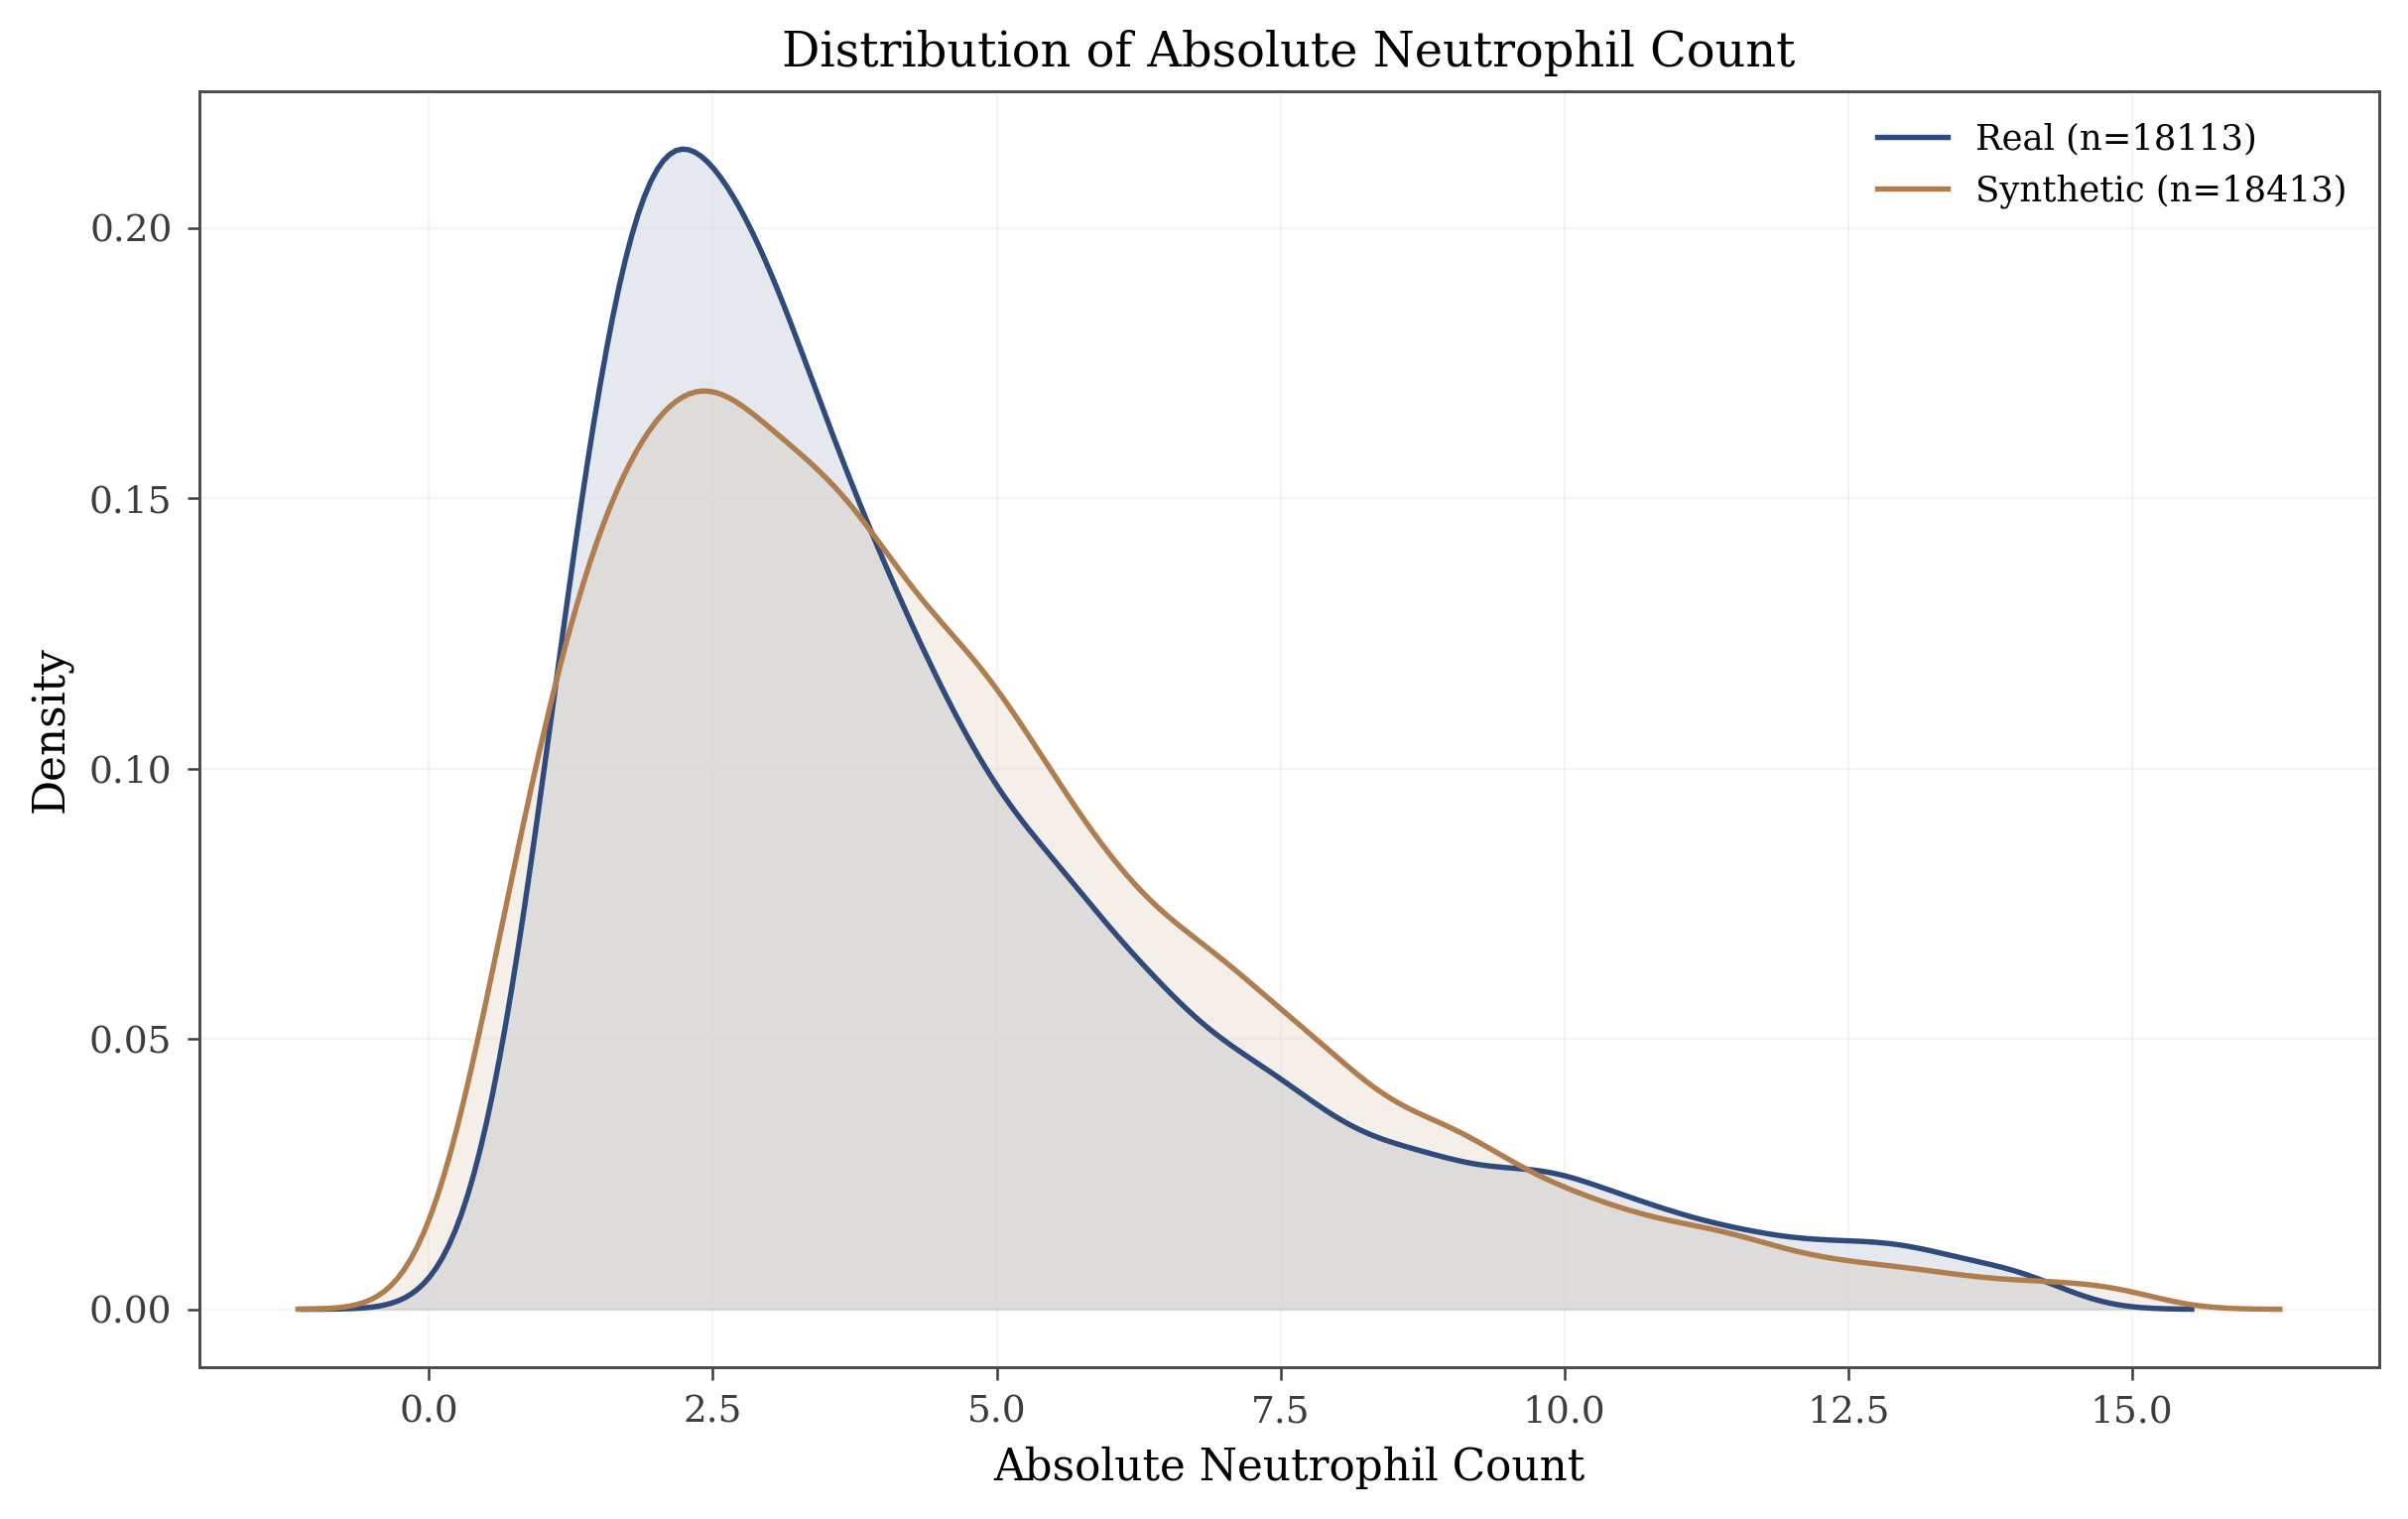 Distribution of Absolute Neutrophil Count
Real (n=18113)
Synthetic (n=18413)
0.20
0.15
0.10
0.05
0.00
Density
0.0 2.5 5.0 7.5 10.0 12.5 15.0
Absolute Neutrophil Count